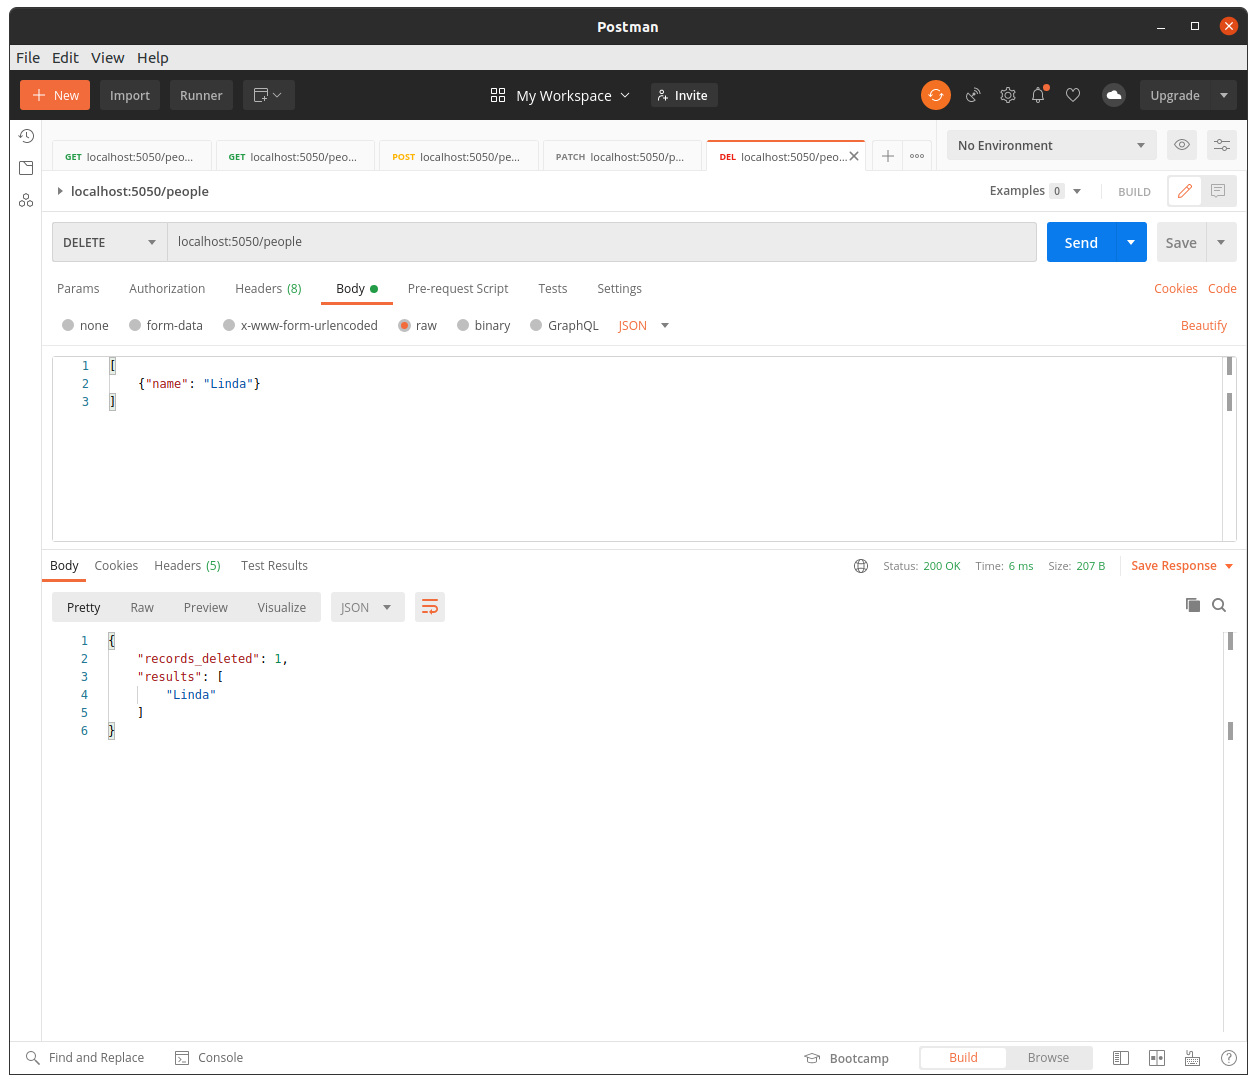 Postman
File Edit View Help
New Import Runner My Workspace Invite Upgrade
GET localhost:5050/peo... GET localhost:5050/peo... POST localhost:5050/pe... PATCH localhost:5050/p... DEL localhost:5050/peo... No Environment
localhost:5050/people Examples 0 BUILD
DELETE localhost:5050/people Send Save
Params Authorization Headers (8) Body Pre-request Script Tests Settings Cookies Code
none form-data x-www-form-urlencoded raw binary GraphQL JSON Beautify
1 [
2 {"name": "Linda"}
3 ]
Body Cookies Headers (5) Test Results Status: 200 OK Time: 6 ms Size: 207 B Save Response
Pretty Raw Preview Visualize JSON
1 {
2 "records_deleted": 1,
3 "results": [
4 "Linda"
5 ]
6 }
Find and Replace Console Bootcamp Build Browse